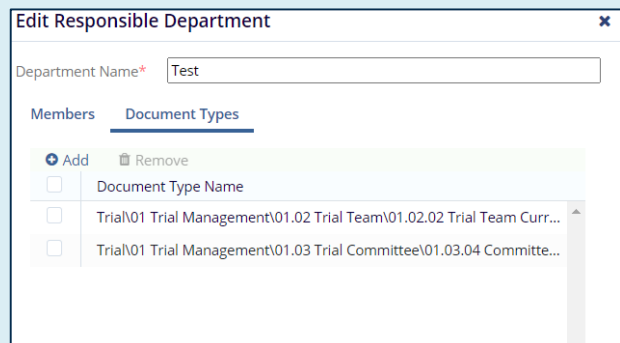 Edit Responsible Department
Department Name* Test
Members Document Types
Add Remove
Document Type Name
Trial\01 Trial Management\01.02 Trial Team\01.02.02 Trial Team Curr...
Trial\01 Trial Management\01.03 Trial Committee\01.03.04 Committe...